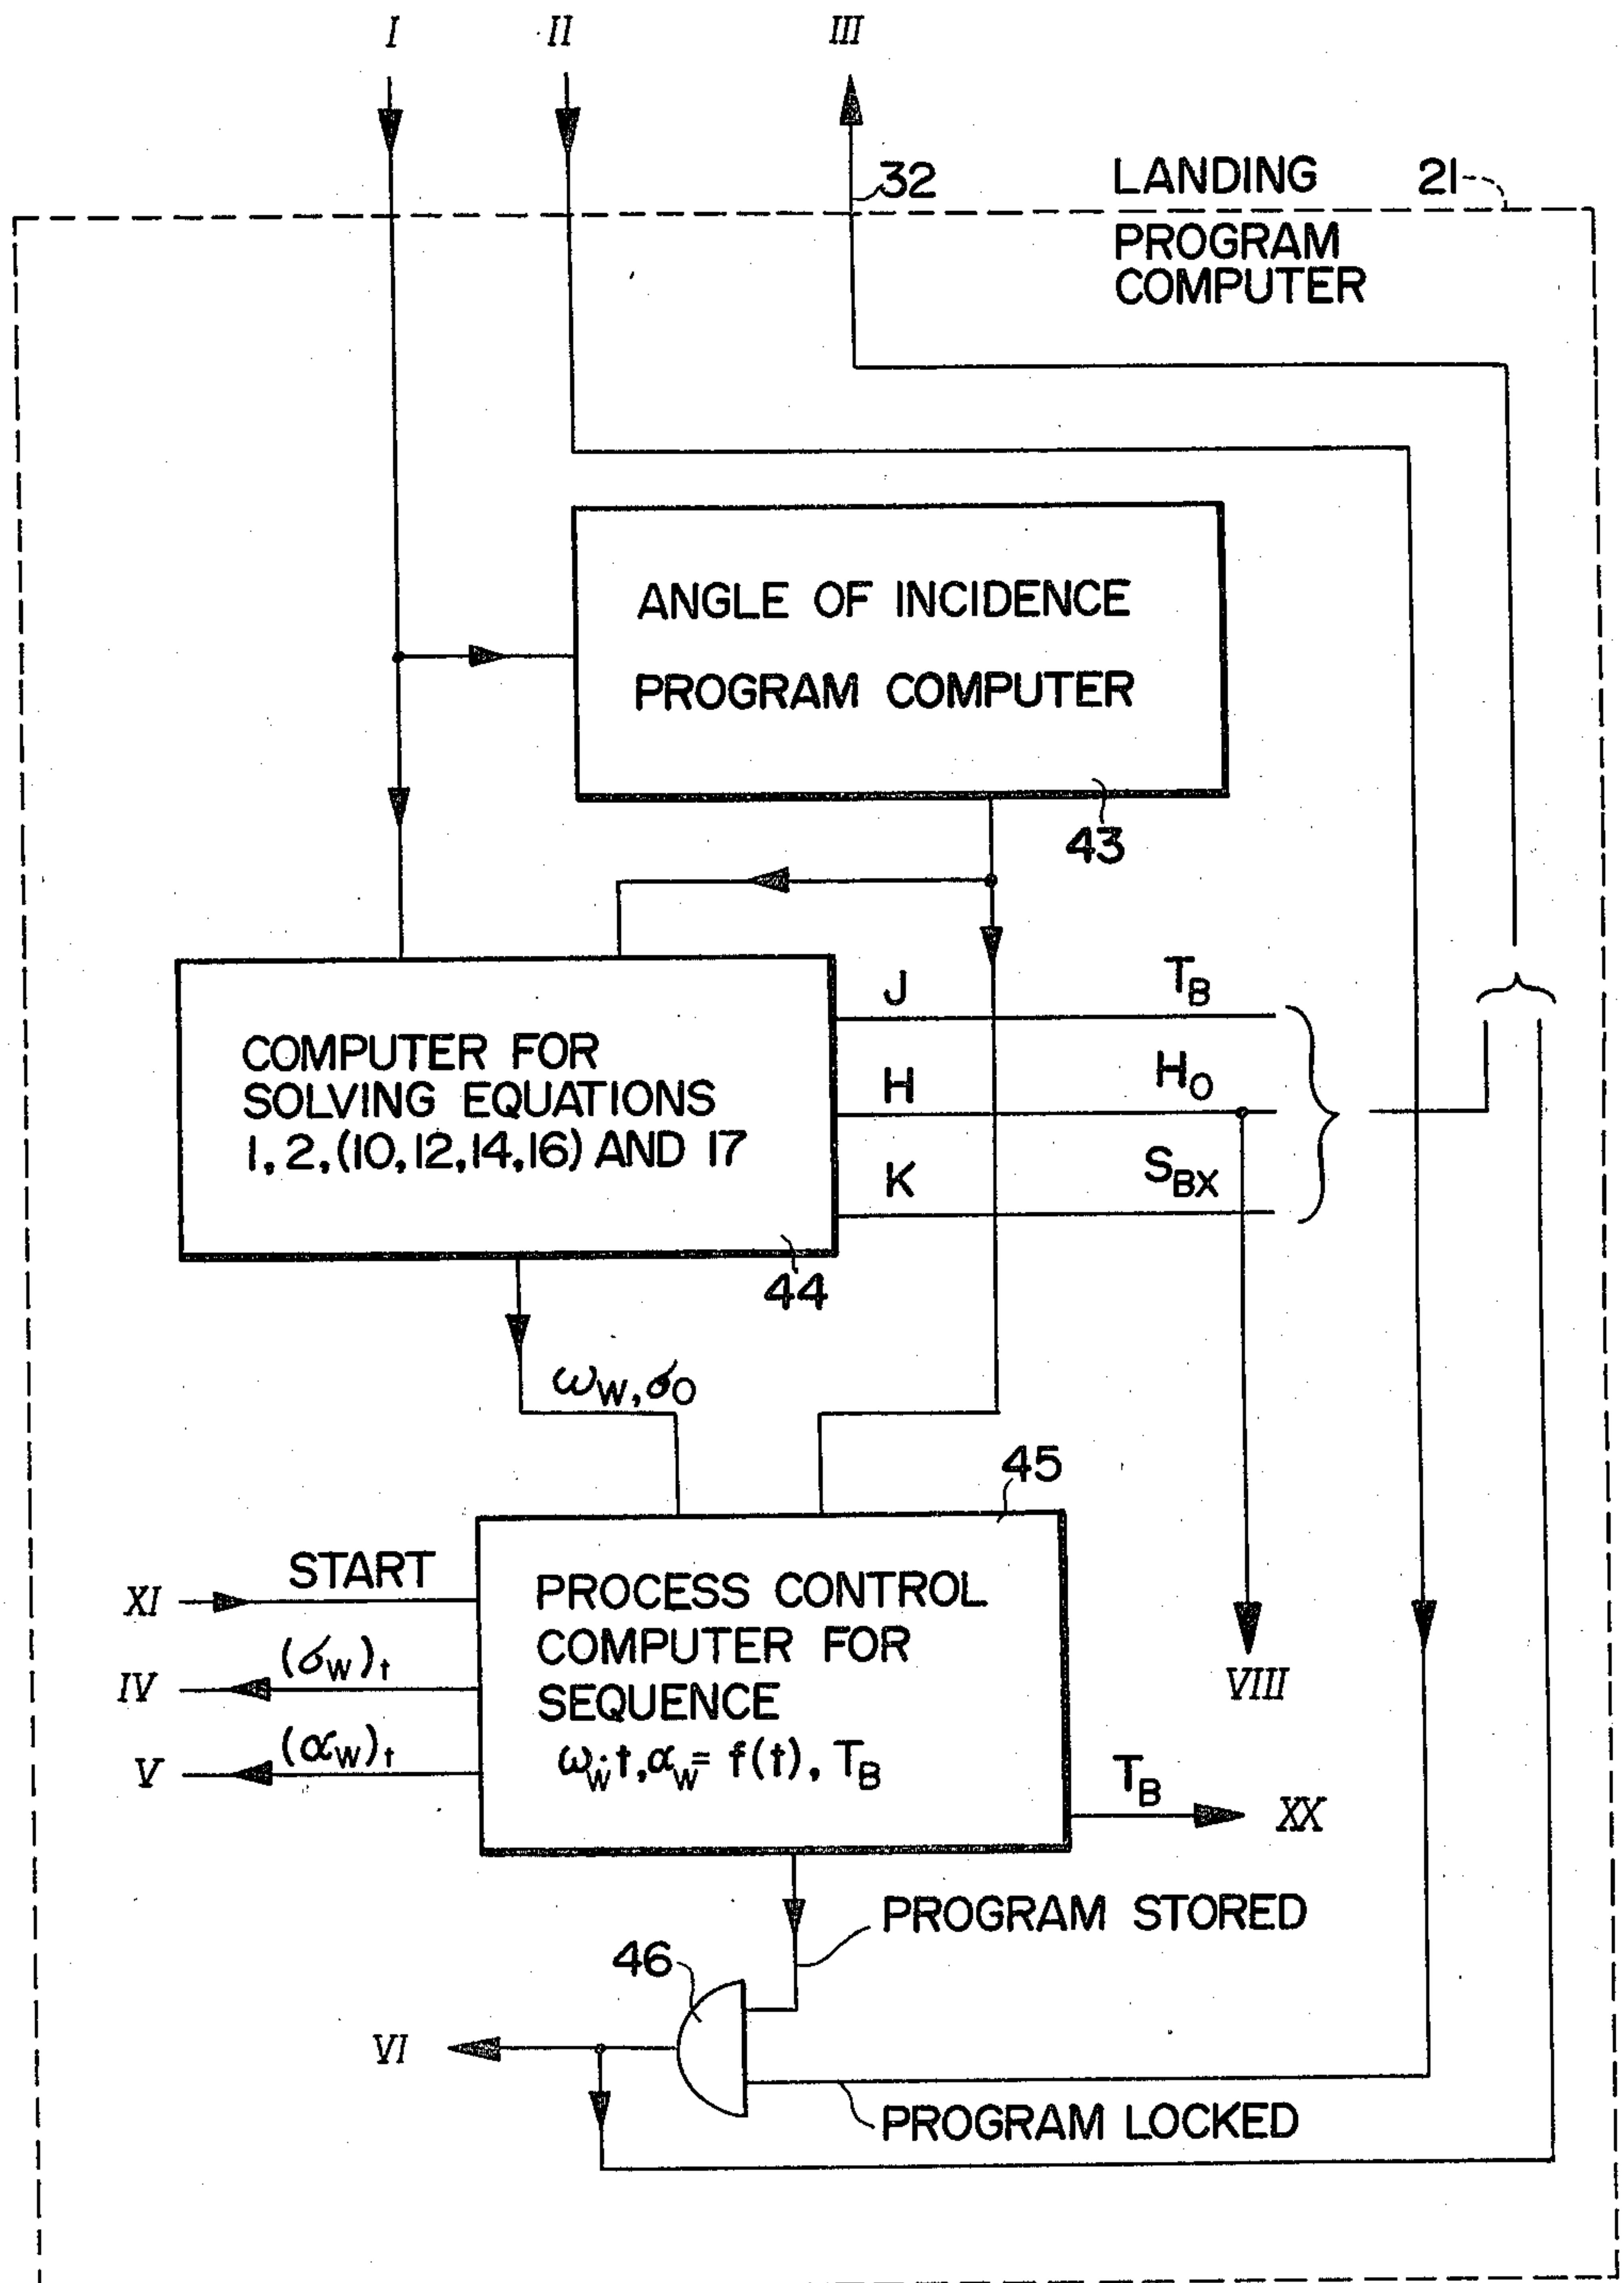 I II III
32
LANDING 21
PROGRAM
COMPUTER
ANGLE OF INCIDENCE
PROGRAM COMPUTER
43
J T_B
COMPUTER FOR
SOLVING EQUATIONS
1, 2, (10, 12, 14, 16) AND 17
H H_O
K S_BX
44
ω_W, σ_O
45
XI START
IV (σ_W)_t
V (α_W)_t
PROCESS CONTROL
COMPUTER FOR
SEQUENCE
ω_W·t, α_W = f(t), T_B
VIII
T_B XX
PROGRAM STORED
46
VI
PROGRAM LOCKED